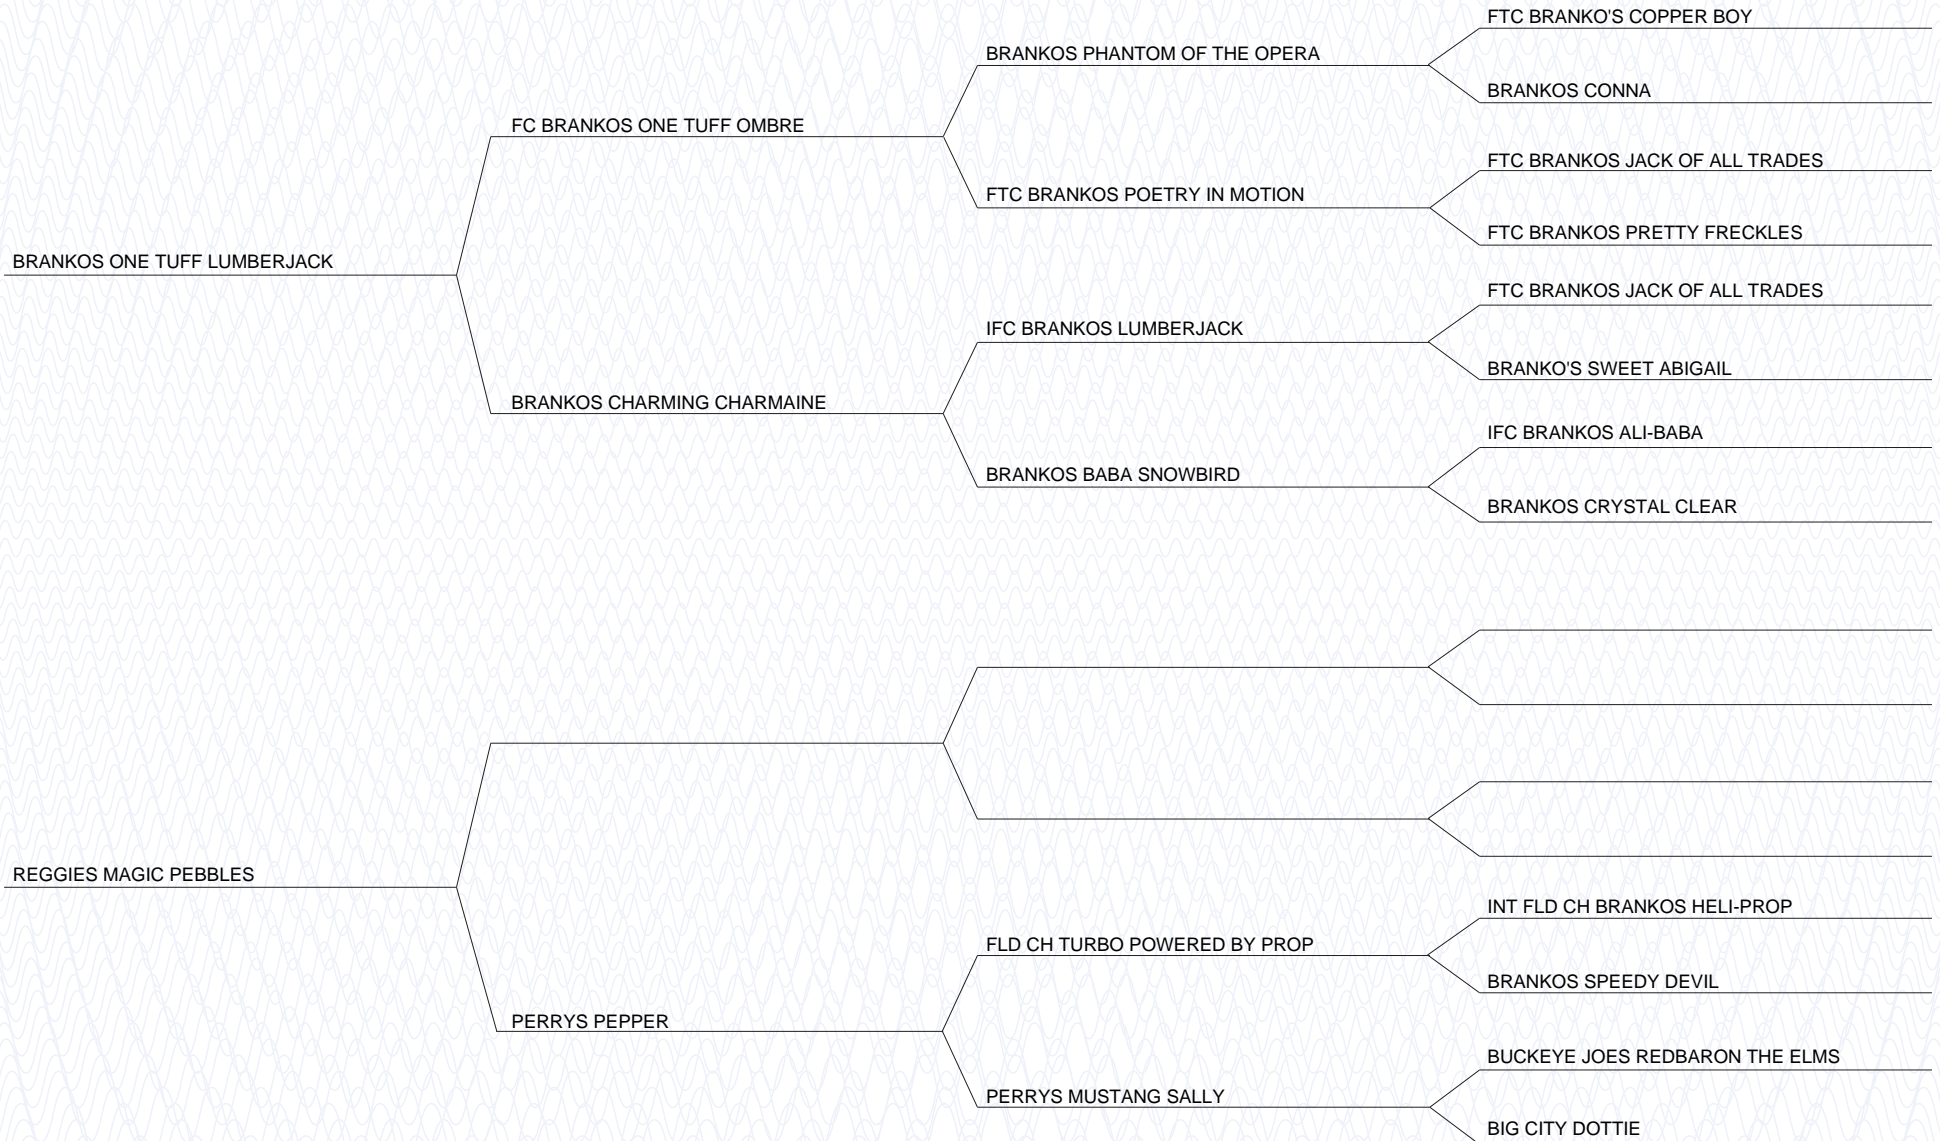 FTC BRANKO'S COPPER BOY
BRANKOS PHANTOM OF THE OPERA
BRANKOS CONNA
FC BRANKOS ONE TUFF OMBRE
FTC BRANKOS JACK OF ALL TRADES
FTC BRANKOS POETRY IN MOTION
FTC BRANKOS PRETTY FRECKLES
BRANKOS ONE TUFF LUMBERJACK
FTC BRANKOS JACK OF ALL TRADES
IFC BRANKOS LUMBERJACK
BRANKO'S SWEET ABIGAIL
BRANKOS CHARMING CHARMAINE
IFC BRANKOS ALI-BABA
BRANKOS BABA SNOWBIRD
BRANKOS CRYSTAL CLEAR
REGGIES MAGIC PEBBLES
INT FLD CH BRANKOS HELI-PROP
FLD CH TURBO POWERED BY PROP
BRANKOS SPEEDY DEVIL
PERRYS PEPPER
BUCKEYE JOES REDBARON THE ELMS
PERRYS MUSTANG SALLY
BIG CITY DOTTIE